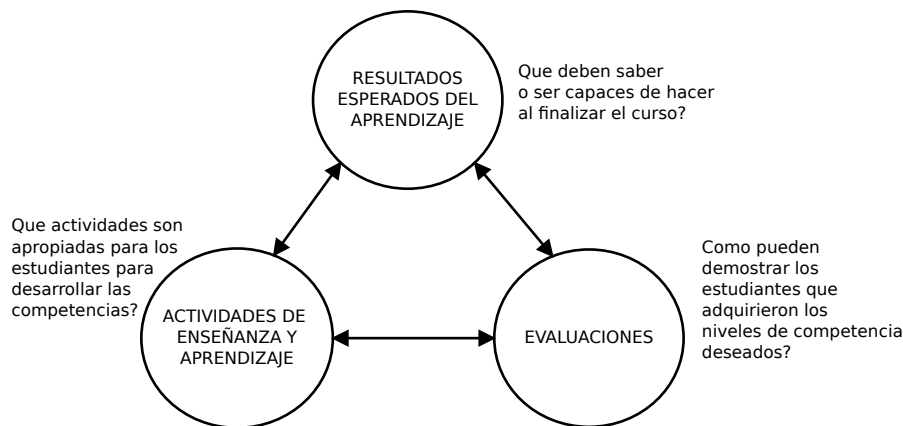 RESULTADOS
ESPERADOS DEL
APRENDIZAJE
Que deben saber
o ser capaces de hacer
al finalizar el curso?
Que actividades son
apropiadas para los
estudiantes para
desarrollar las
competencias?
ACTIVIDADES DE
ENSEÑANZA Y
APRENDIZAJE
EVALUACIONES
Como pueden
demostrar los
estudiantes que
adquirieron los
niveles de competencia
deseados?